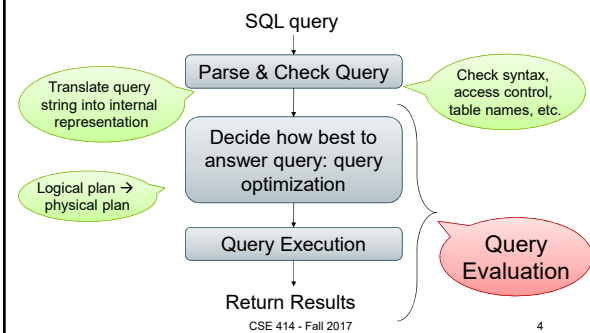 SQL query
Parse & Check Query
Translate query
string into internal
representation
Check syntax,
access control,
table names, etc.
Decide how best to
answer query: query
optimization
Logical plan →
physical plan
Query Execution
Query
Evaluation
Return Results
CSE 414 - Fall 2017
4